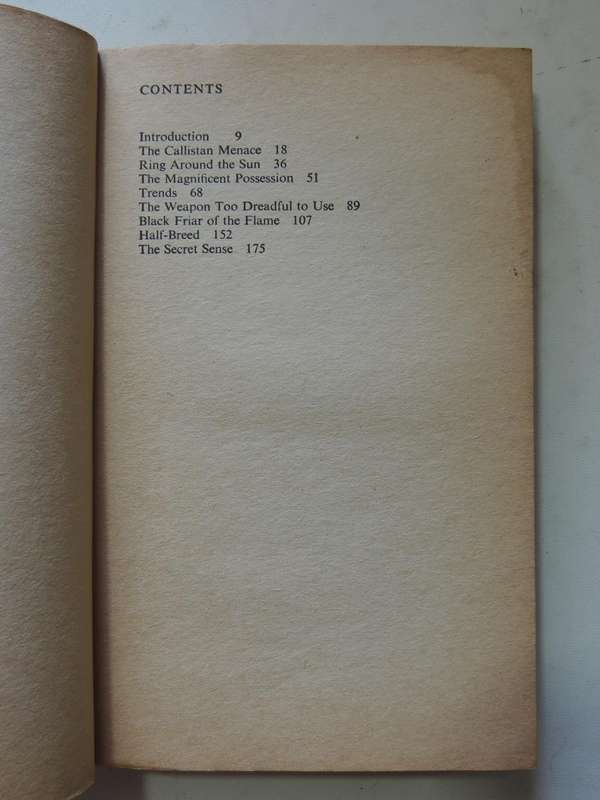 CONTENTS
Introduction 9
The Callistan Menace 18
Ring Around the Sun 36
The Magnificent Possession 51
Trends 68
The Weapon Too Dreadful to Use 89
Black Friar of the Flame 107
Half-Breed 152
The Secret Sense 175